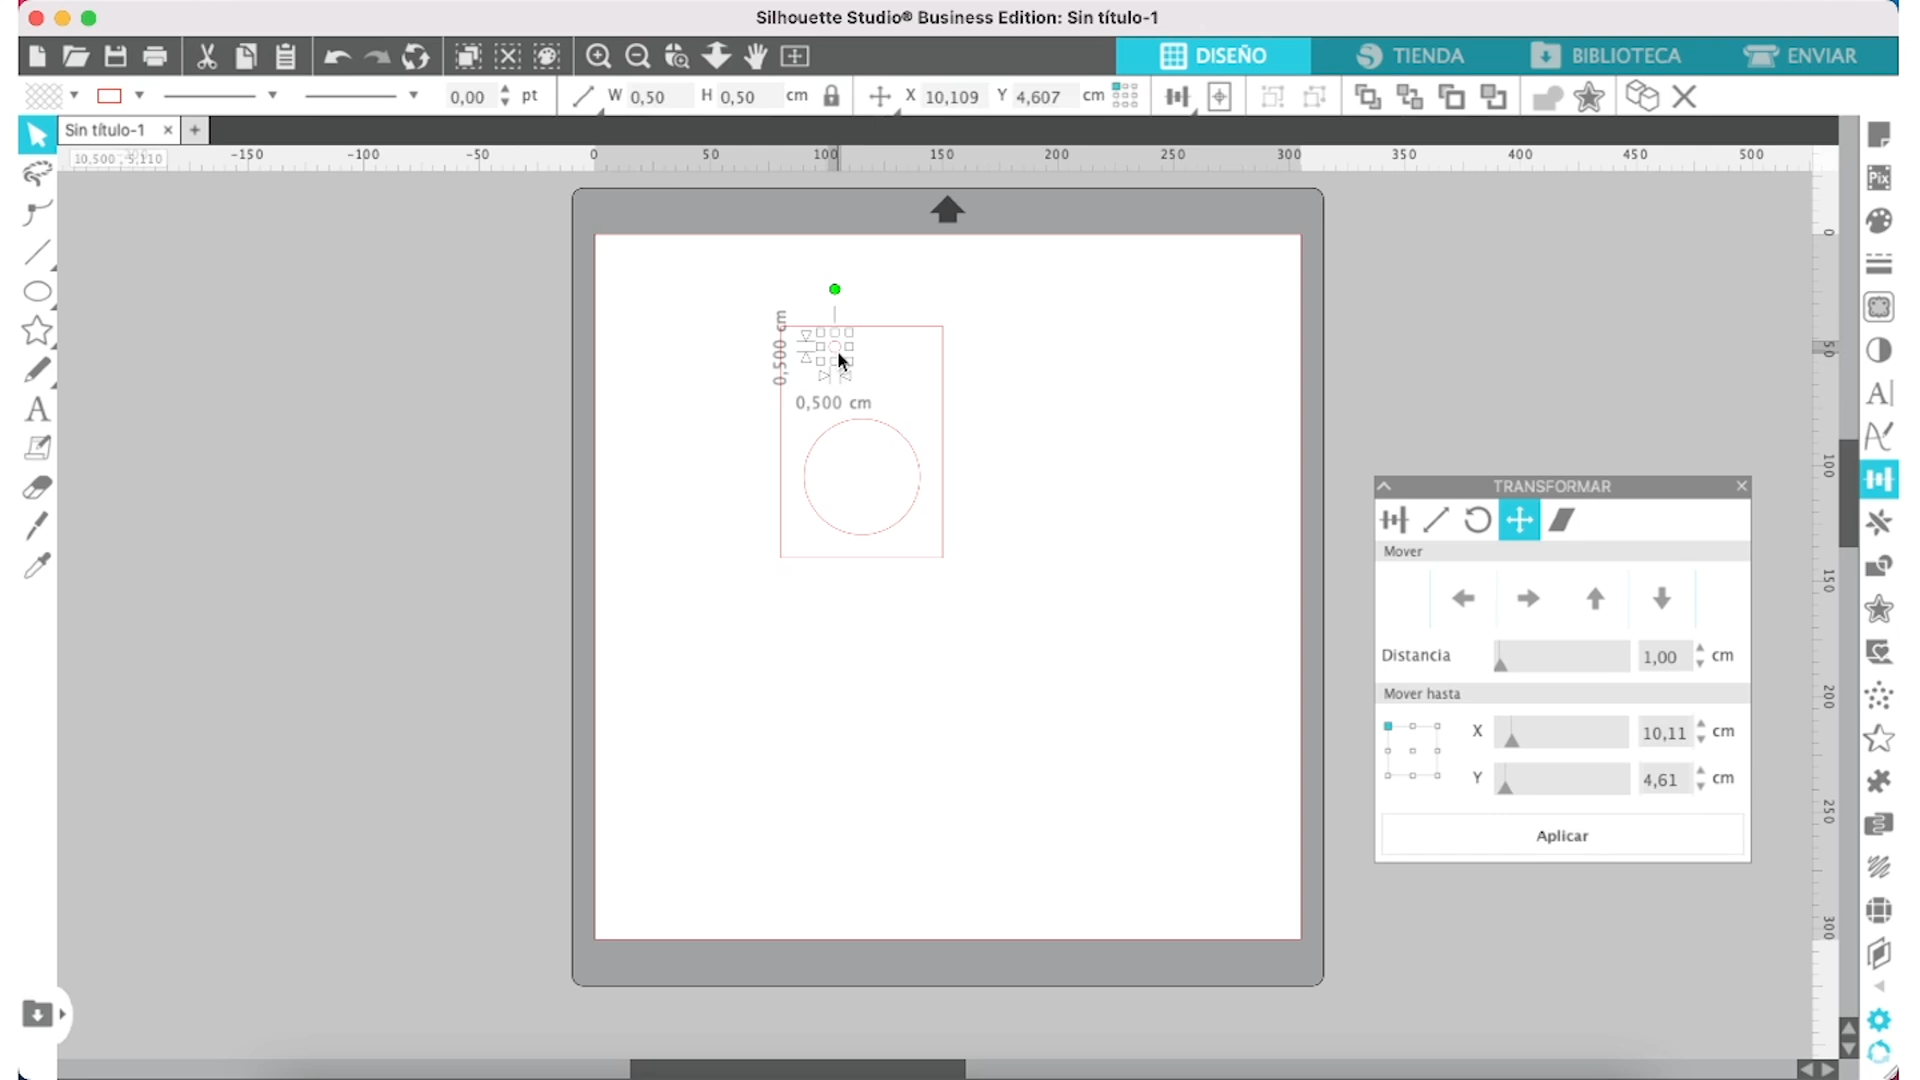 Silhouette Studio® Business Edition: Sin título-1
DISEÑO
TIENDA
BIBLIOTECA
ENVIAR
0,00 pt
W 0,50 H 0,50 cm
X 10,109 Y 4,607 cm
Sin título-1 × +
10,500 , 5,110
-150 -100 -50 0 50 100 150 200 250 300 350 400 450 500
Pix
0,500 cm
0,500 cm
0
50
100
150
200
250
300
TRANSFORMAR
Mover
Distancia 1,00 cm
Mover hasta
X 10,11 cm
Y 4,61 cm
Aplicar